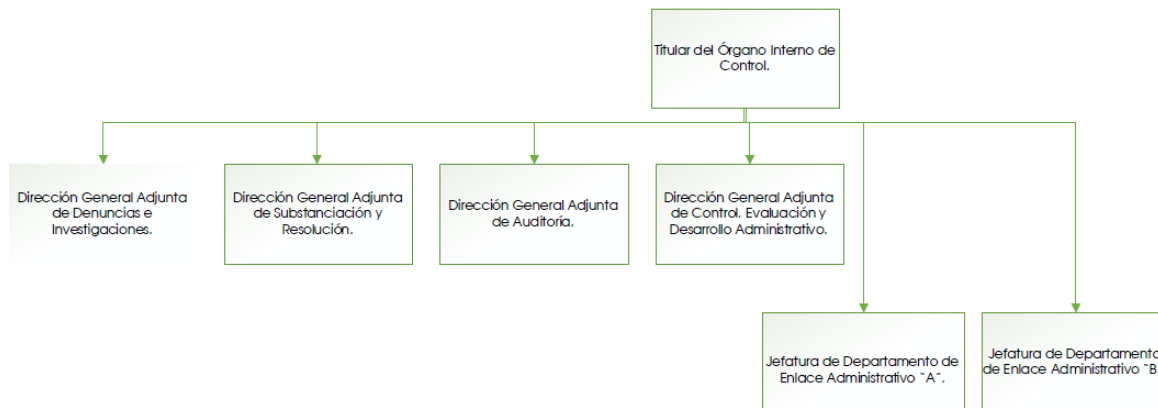 Titular del Órgano Interno de
Control.
Dirección General Adjunta
de Denuncias e
Investigaciones.
Dirección General Adjunta
de Substanciación y
Resolución.
Dirección General Adjunta
de Auditoría.
Dirección General Adjunta
de Control. Evaluación y
Desarrollo Administrativo.
Jefatura de Departamento de
Enlace Administrativo “A”.
Jefatura de Departamento
de Enlace Administrativo “B